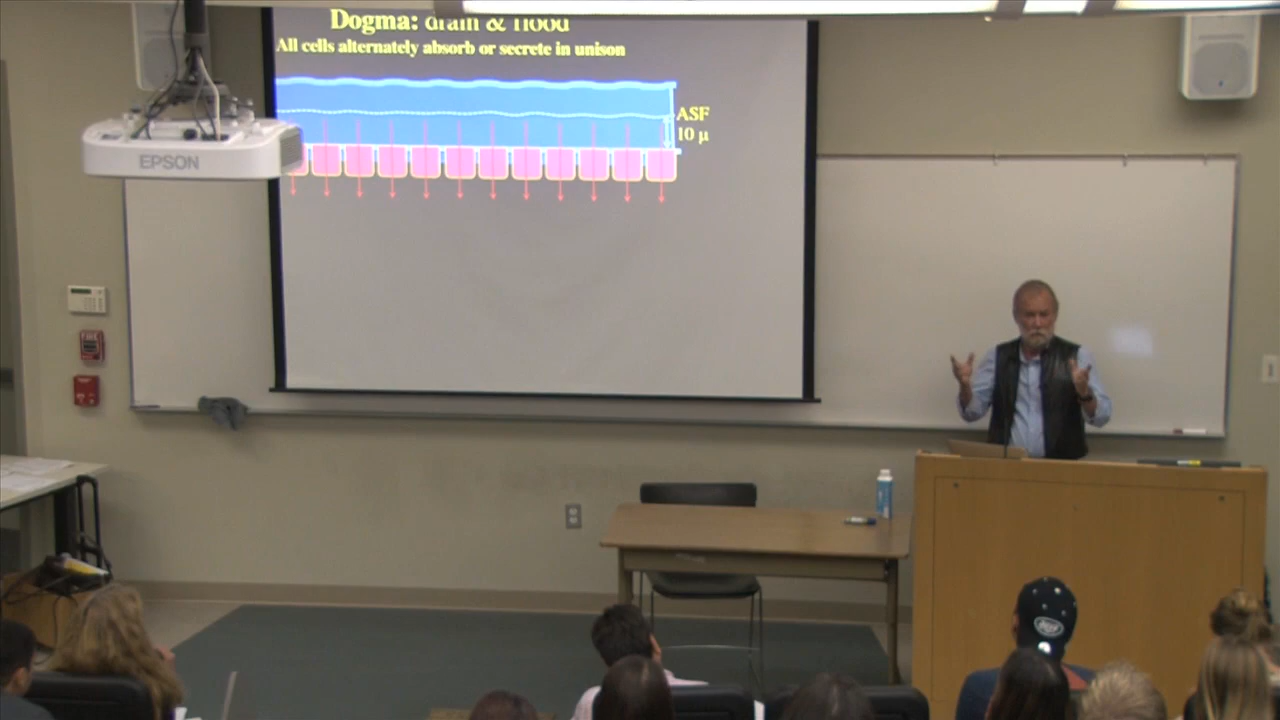 Dogma: drain & flood
All cells alternately absorb or secrete in unison
ASF
10 µ
EPSON